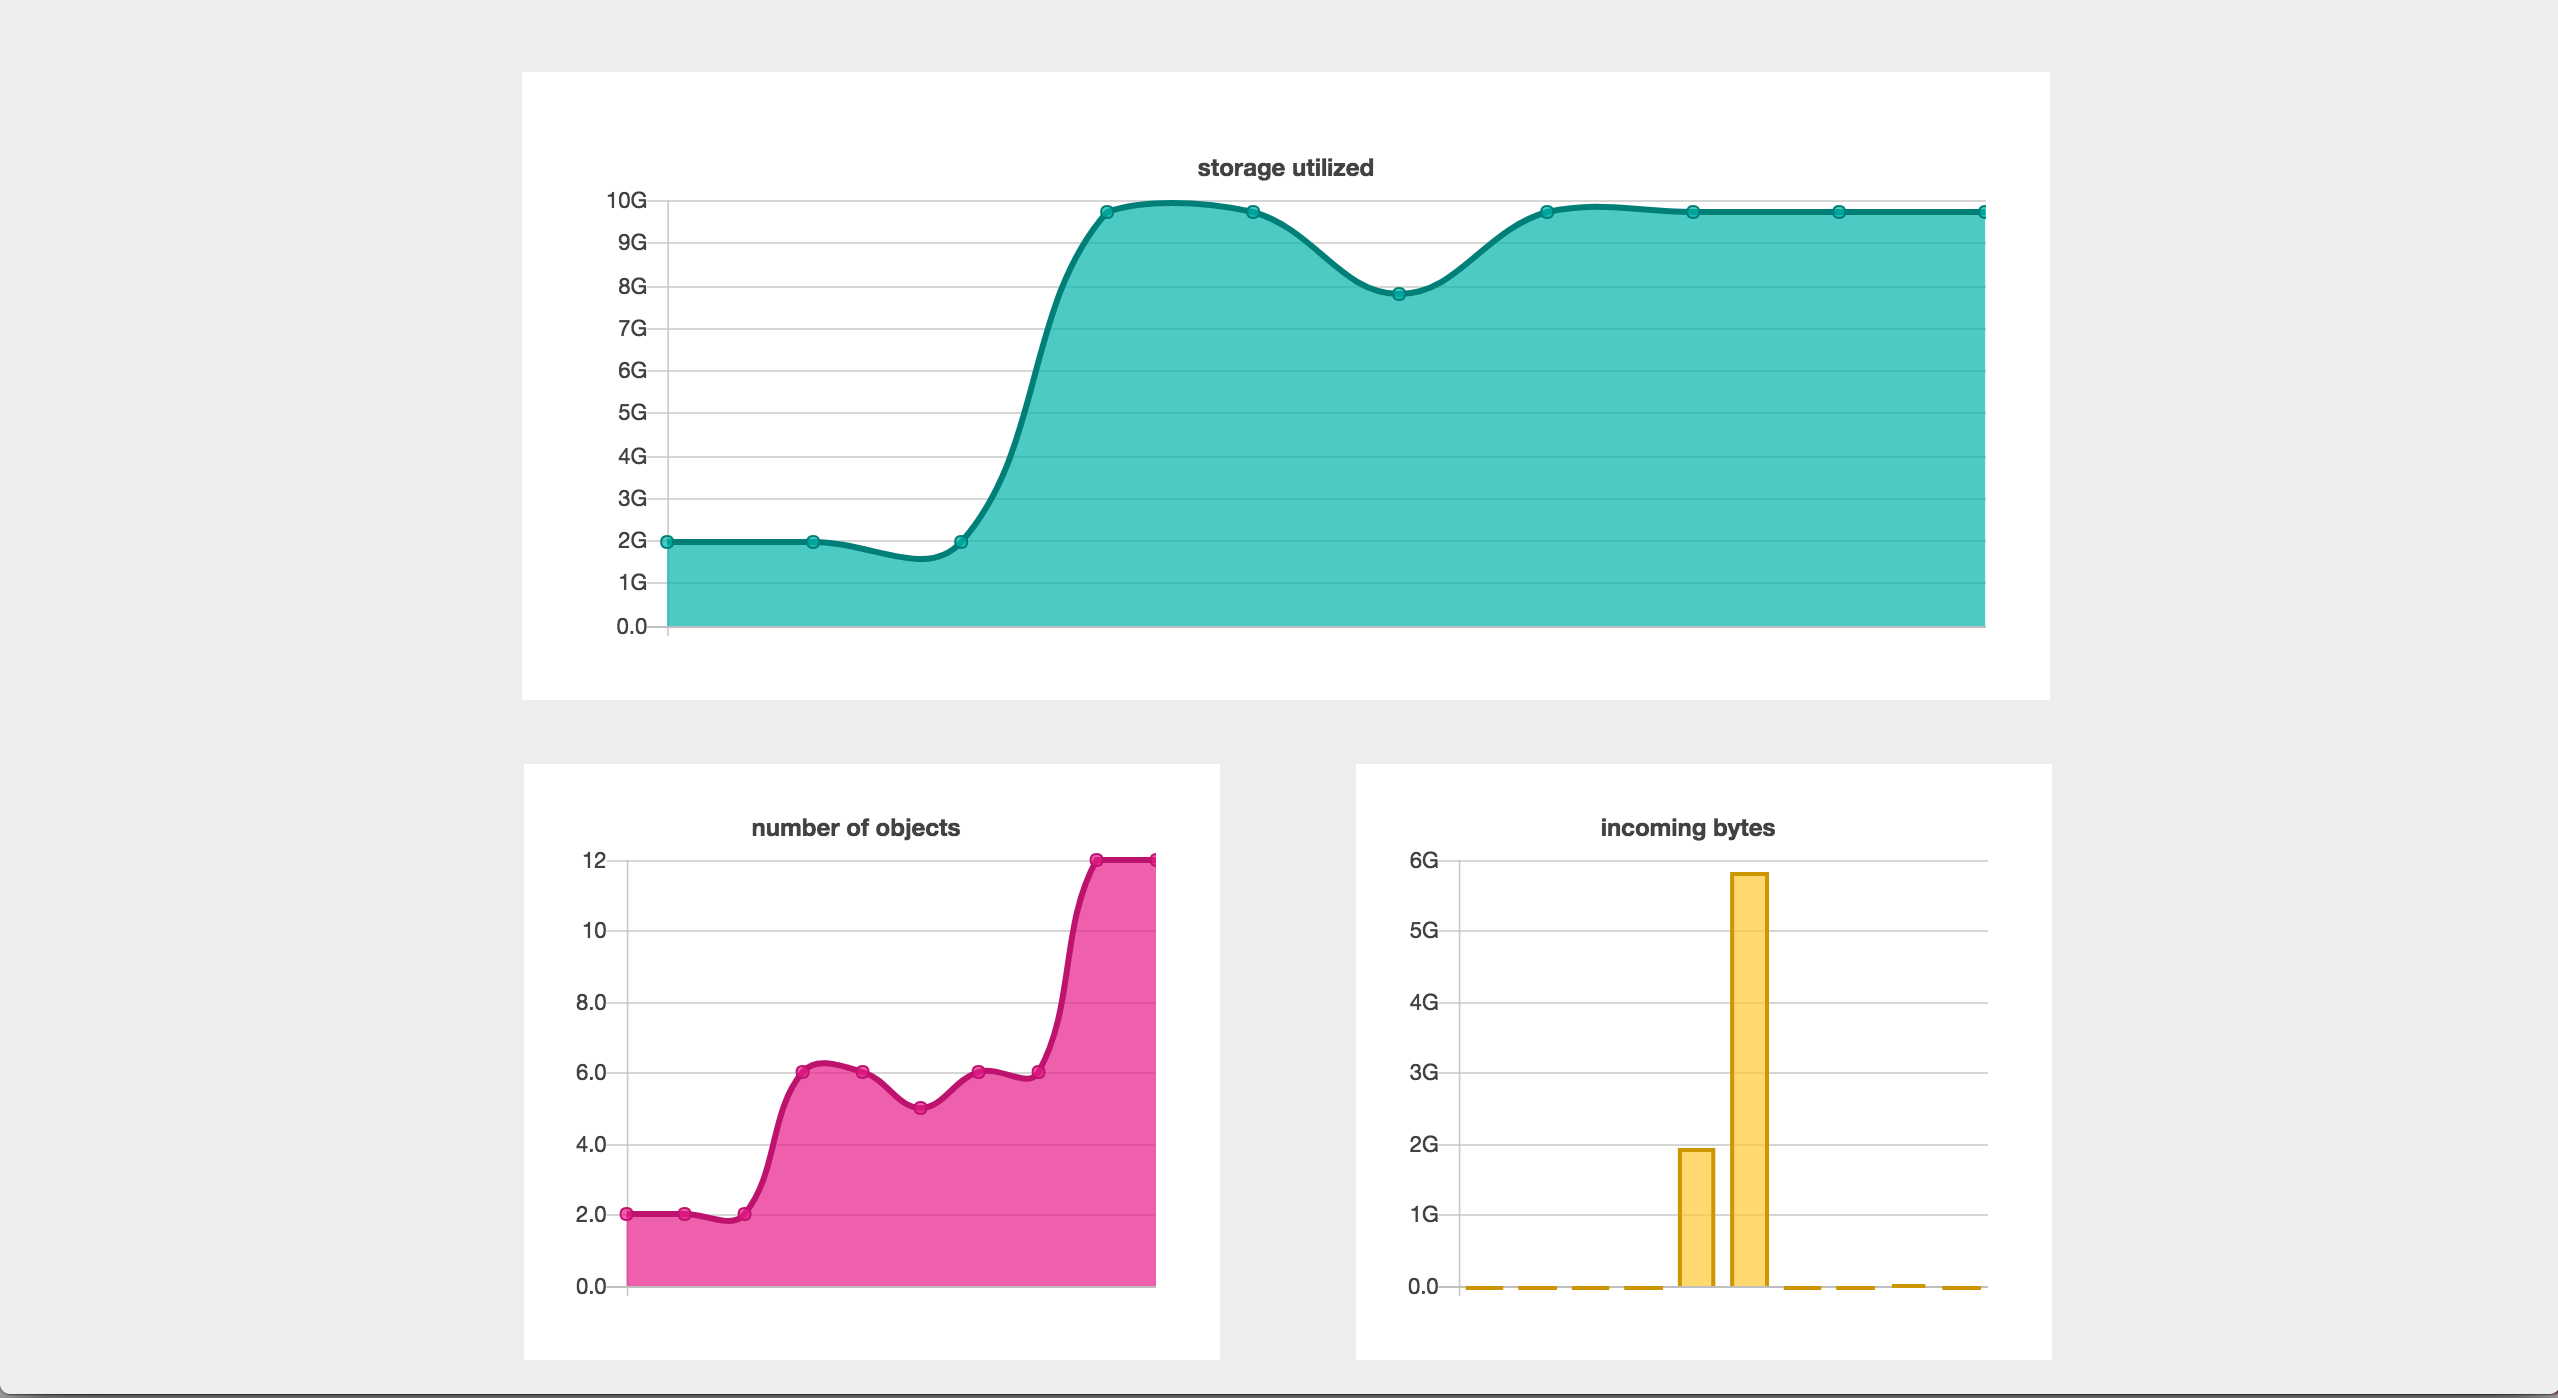 storage utilized
10G
9G
8G
7G
6G
5G
4G
3G
2G
1G
0.0
number of objects
12
10
8.0
6.0
4.0
2.0
0.0
incoming bytes
6G
5G
4G
3G
2G
1G
0.0